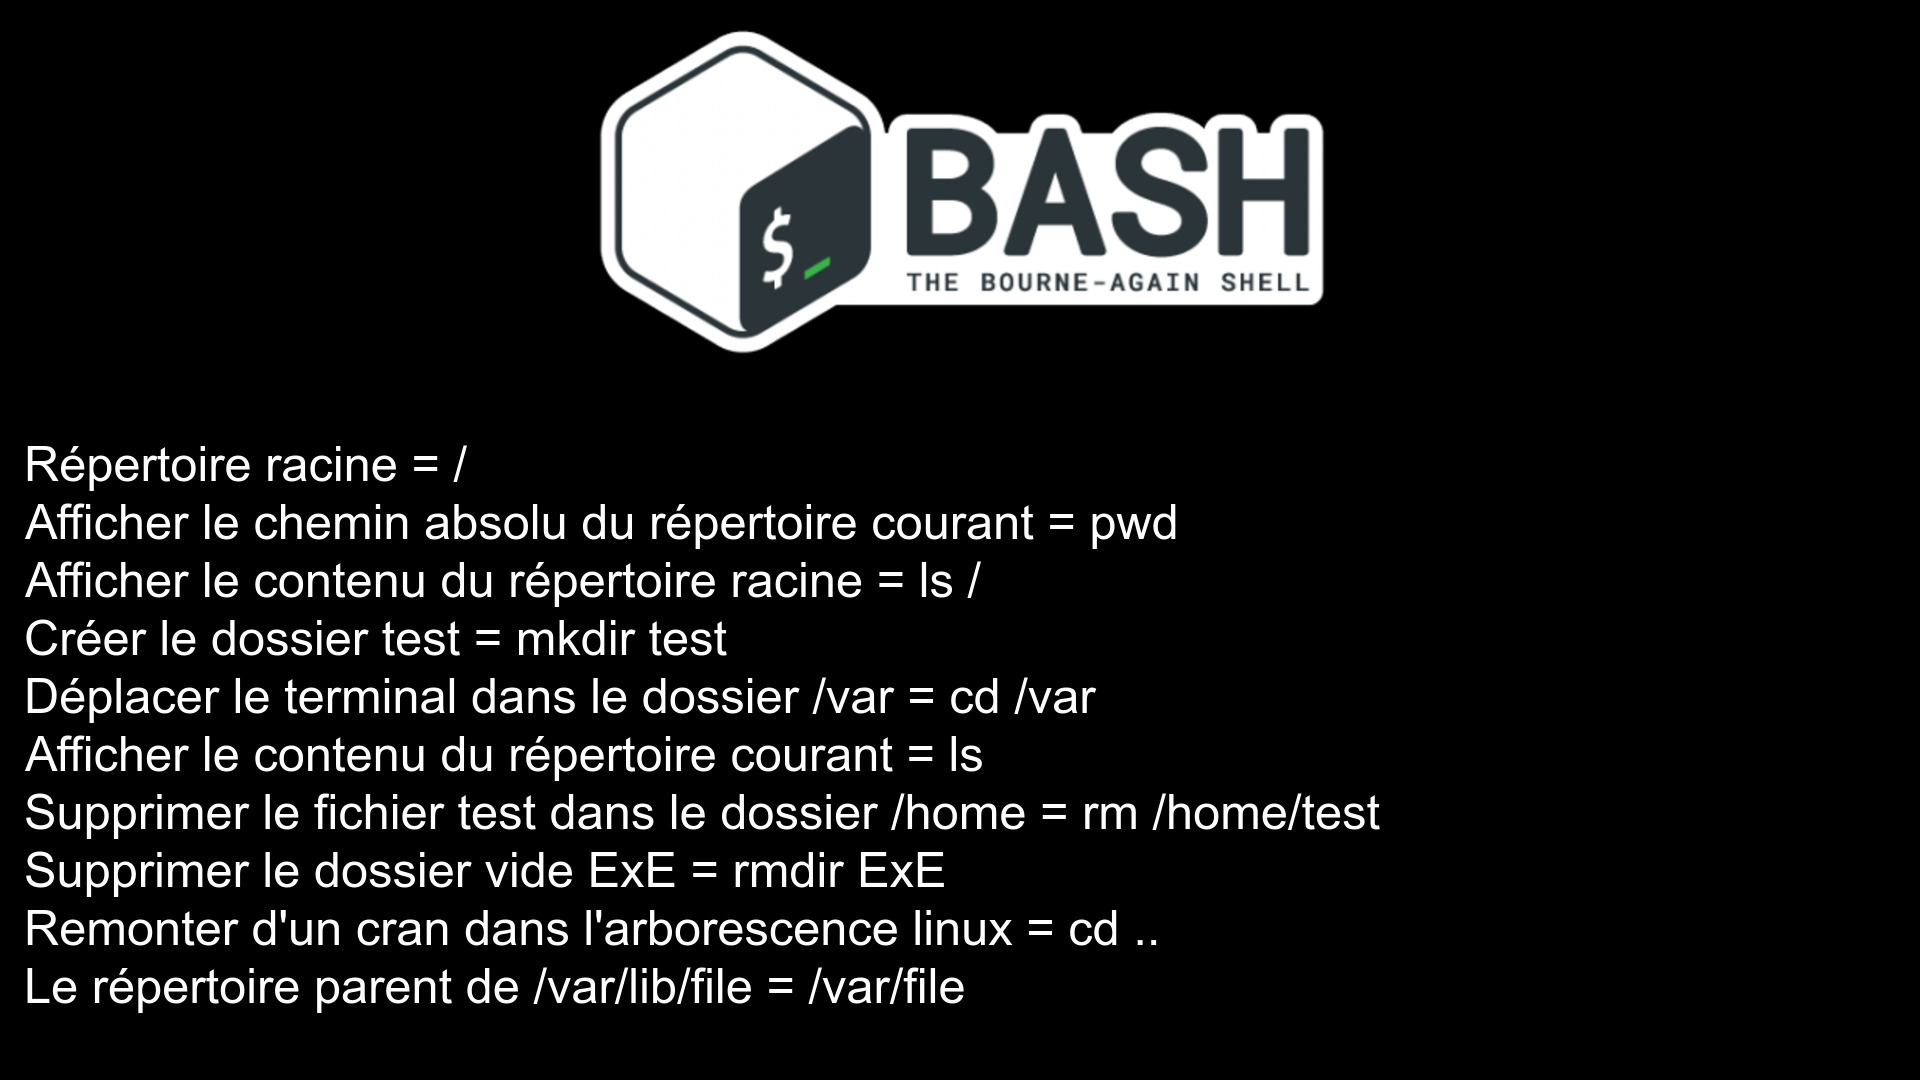 $_
BASH
THE BOURNE-AGAIN SHELL
Répertoire racine = /
Afficher le chemin absolu du répertoire courant = pwd
Afficher le contenu du répertoire racine = ls /
Créer le dossier test = mkdir test
Déplacer le terminal dans le dossier /var = cd /var
Afficher le contenu du répertoire courant = ls
Supprimer le fichier test dans le dossier /home = rm /home/test
Supprimer le dossier vide ExE = rmdir ExE
Remonter d'un cran dans l'arborescence linux = cd ..
Le répertoire parent de /var/lib/file = /var/file